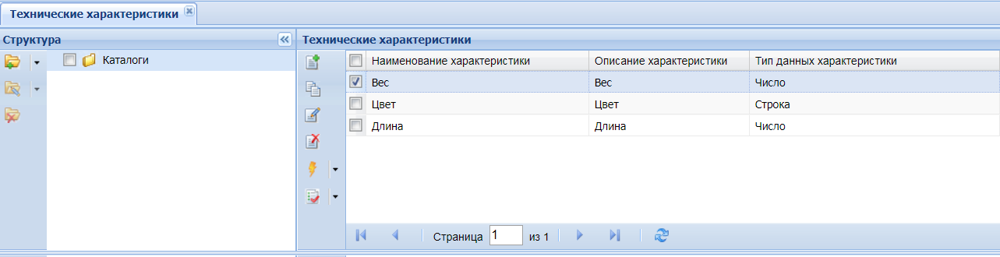 Технические характеристики
Структура
Каталоги
Технические характеристики
Наименование характеристики Описание характеристики Тип данных характеристики
Вес Вес Число
Цвет Цвет Строка
Длина Длина Число
Страница 1 из 1